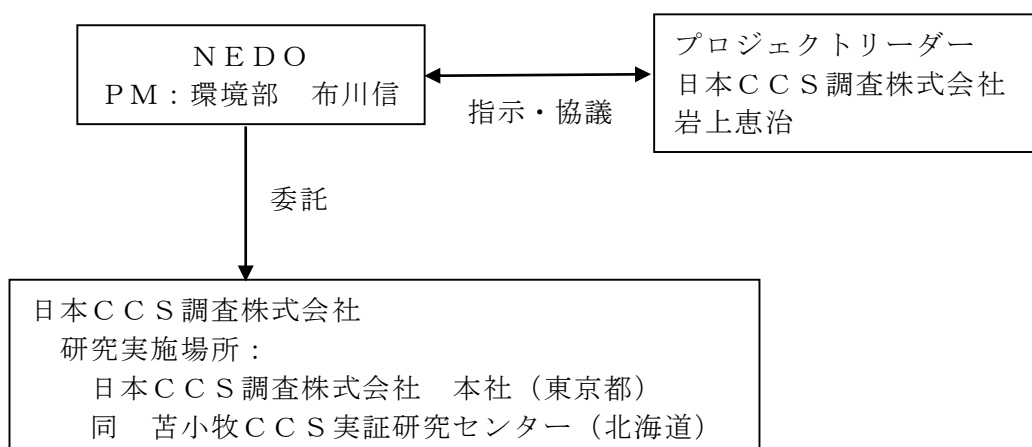 ＮＥＤＯ
ＰＭ：環境部　布川信
プロジェクトリーダー
日本ＣＣＳ調査株式会社
岩上恵治
指示・協議
委託
日本ＣＣＳ調査株式会社
研究実施場所：
日本ＣＣＳ調査株式会社　本社（東京都）
同　苫小牧ＣＣＳ実証研究センター（北海道）